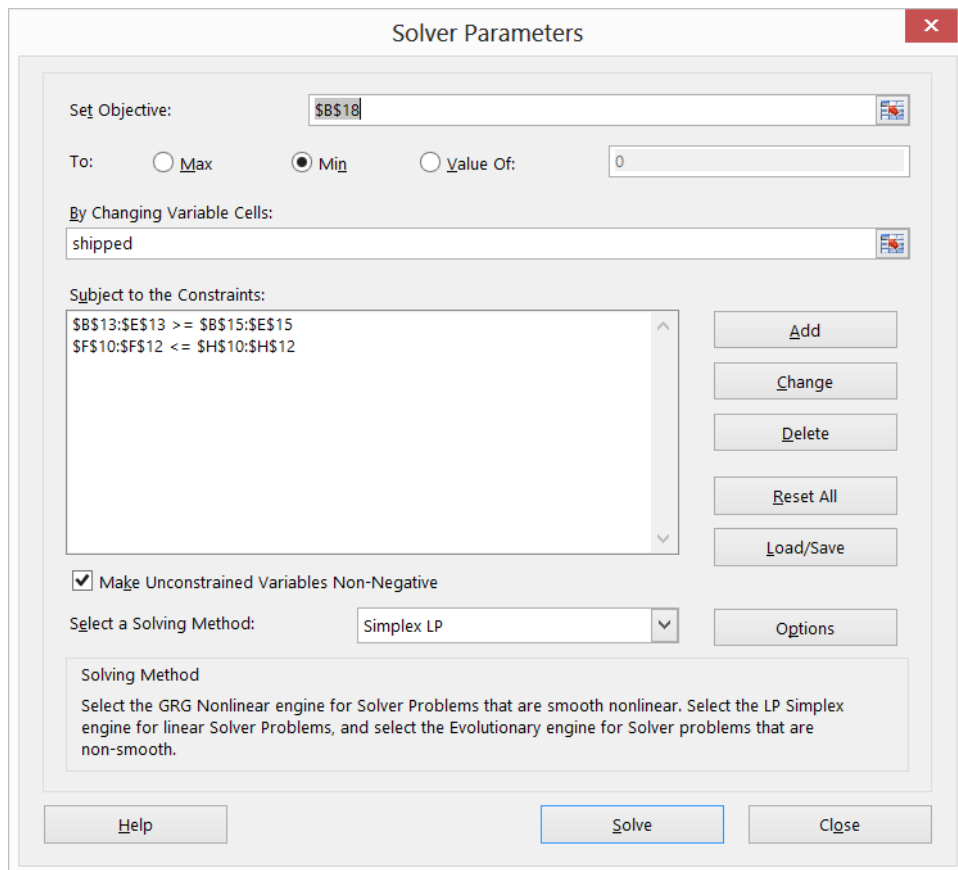 Solver Parameters
Set Objective:
$B$18
To:
Max
Min
Value Of:
0
By Changing Variable Cells:
shipped
Subject to the Constraints:
$B$13:$E$13 >= $B$15:$E$15
$F$10:$F$12 <= $H$10:$H$12
Add
Change
Delete
Reset All
Load/Save
Make Unconstrained Variables Non-Negative
Select a Solving Method:
Simplex LP
Options
Solving Method
Select the GRG Nonlinear engine for Solver Problems that are smooth nonlinear. Select the LP Simplex
engine for linear Solver Problems, and select the Evolutionary engine for Solver problems that are
non-smooth.
Help
Solve
Close